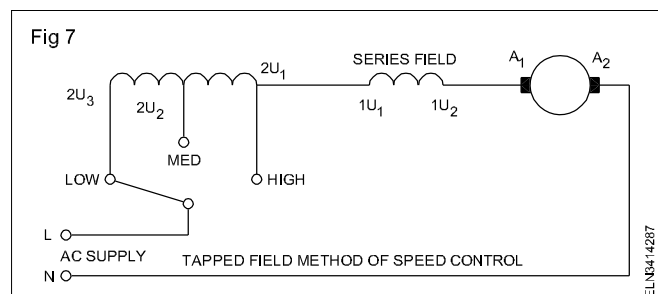 Fig 7
SERIES FIELD
A1 A2
2U1
2U3 2U2 1U1 1U2
MED
LOW HIGH
L
AC SUPPLY TAPPED FIELD METHOD OF SPEED CONTROL
N
ELN3414287